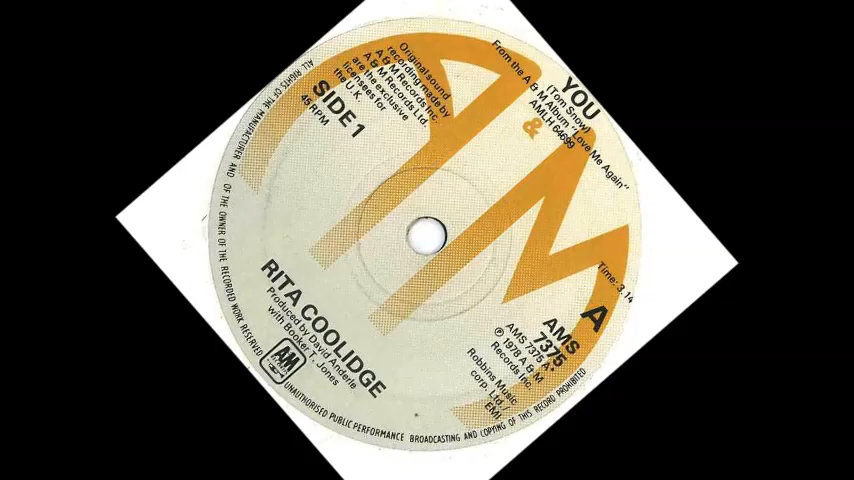 YOU
(Tom Snow)
From the A & M Album "Love Me Again"
AMLH 64699
Original sound
recording made by
A & M Records Inc.
A & M Records Ltd.
are the exclusive
licensees for
the U.K.
SIDE 1
45 RPM
A & M
Time: 3.14
A
AMS
7375
AMS 7375 A*
℗ 1978 A & M
Records Inc.
Robbins Music
corp. Ltd./
EMI.
RITA COOLIDGE
Produced by David Anderle
with Booker T. Jones
AM
RECORDS
ALL RIGHTS OF THE MANUFACTURER AND OF THE OWNER OF THE RECORDED WORK RESERVED
UNAUTHORISED PUBLIC PERFORMANCE BROADCASTING AND COPYING OF THIS RECORD PROHIBITED